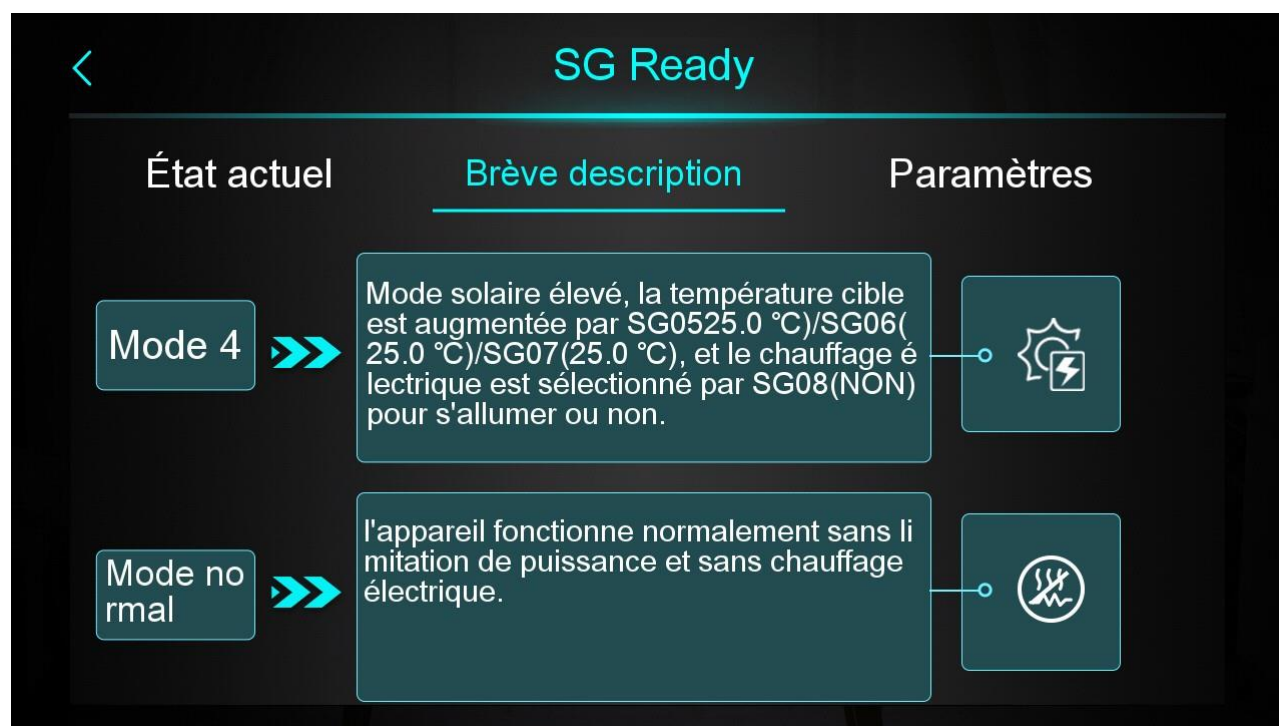 SG Ready
État actuel
Brève description
Paramètres
Mode 4
Mode solaire élevé, la température cible
est augmentée par SG0525.0 ℃)/SG06(
25.0 ℃)/SG07(25.0 ℃), et le chauffage é
lectrique est sélectionné par SG08(NON)
pour s'allumer ou non.
Mode no
rmal
l'appareil fonctionne normalement sans li
mitation de puissance et sans chauffage
électrique.